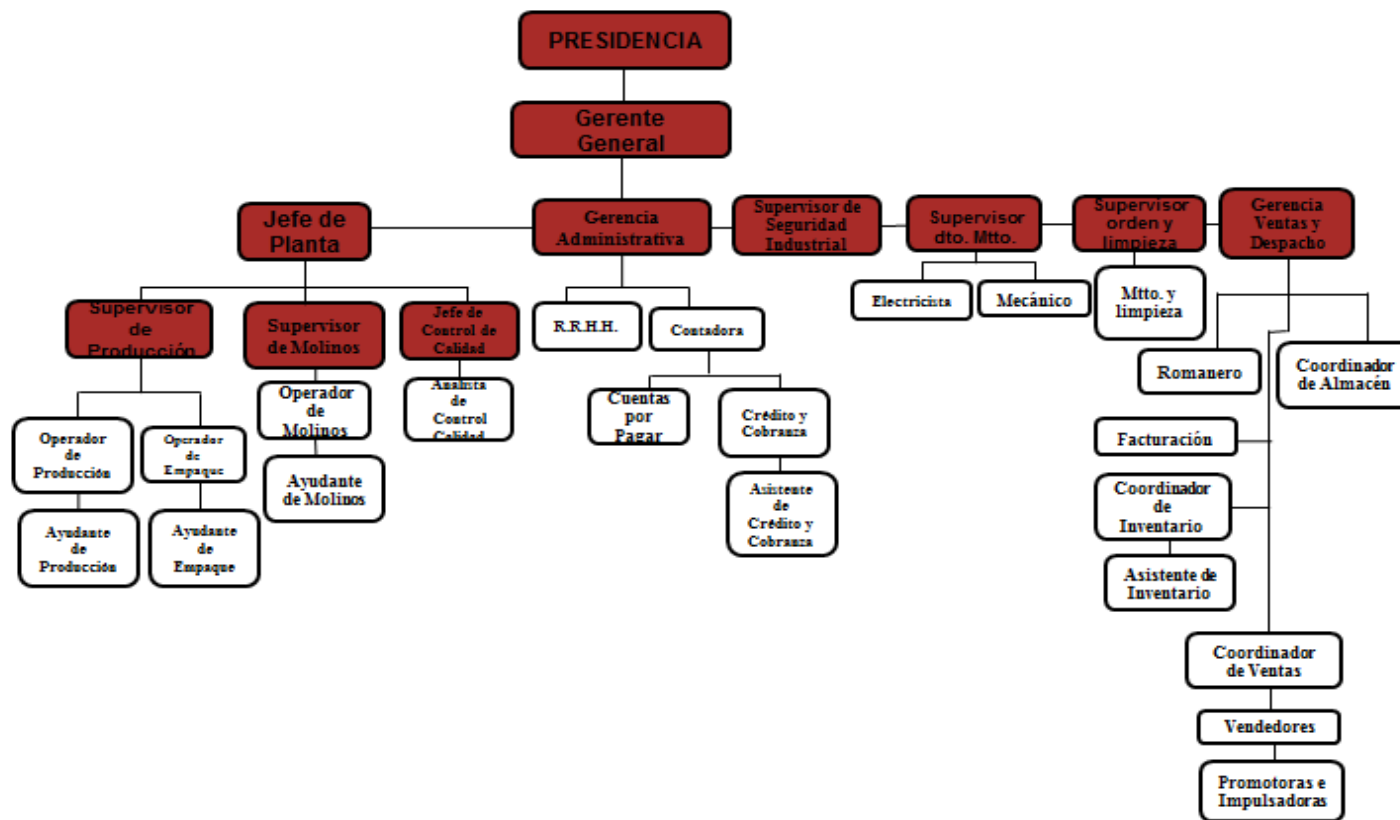 PRESIDENCIA
Gerente
General
Jefe de
Planta
Gerencia
Administrativa
Supervisor de
Seguridad
Industrial
Supervisor
dto. Mtto.
Supervisor
orden y
limpieza
Gerencia
Ventas y
Despacho
Supervisor
de
Producción
Supervisor
de Molinos
Jefe de
Control de
Calidad
R.R.H.H.
Contadora
Electricista
Mecánico
Mtto. y
limpieza
Romanero
Coordinador
de Almacén
Operador
de
Producción
Operador
de
Empaque
Operador
de
Molinos
Analista
de
Control
Calidad
Cuentas
por
Pagar
Crédito y
Cobranza
Facturación
Ayudante
de
Producción
Ayudante
de
Empaque
Ayudante
de Molinos
Asistente
de
Crédito y
Cobranza
Coordinador
de
Inventario
Asistente de
Inventario
Coordinador
de Ventas
Vendedores
Promotoras e
Impulsadoras